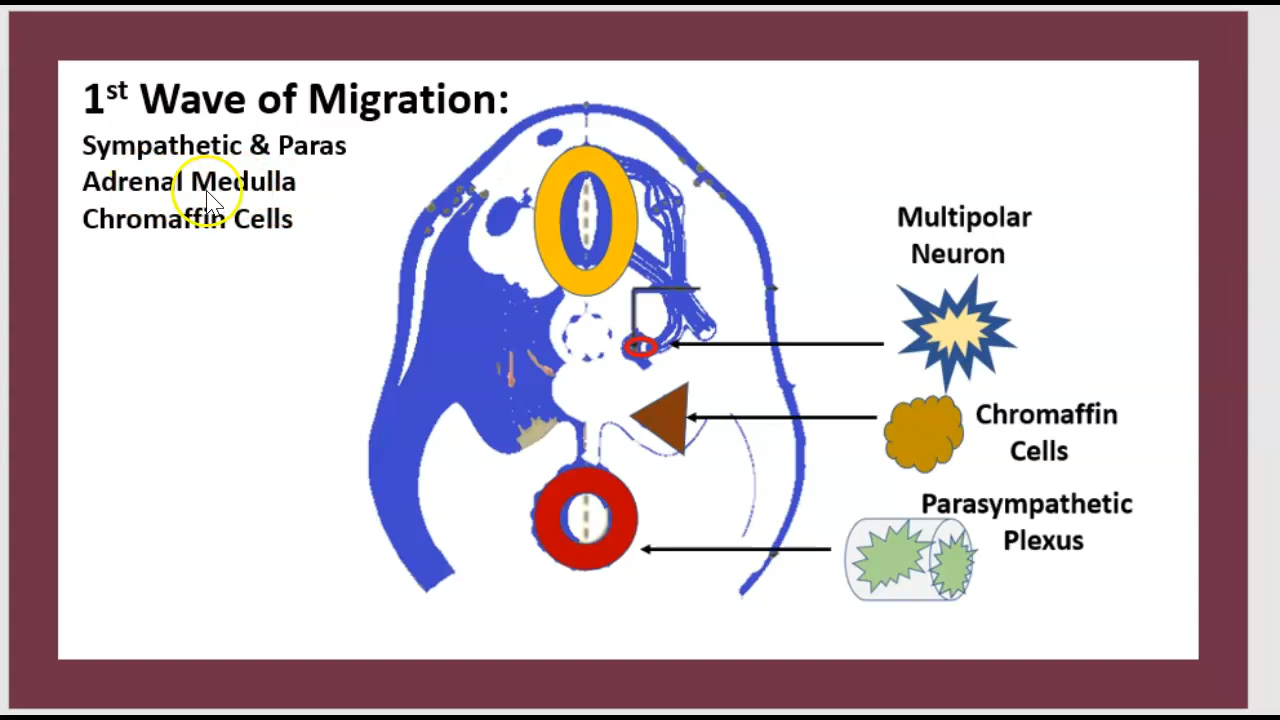 1st Wave of Migration:
Sympathetic & Paras
Adrenal Medulla
Chromaffin Cells
Multipolar
Neuron
Chromaffin
Cells
Parasympathetic
Plexus